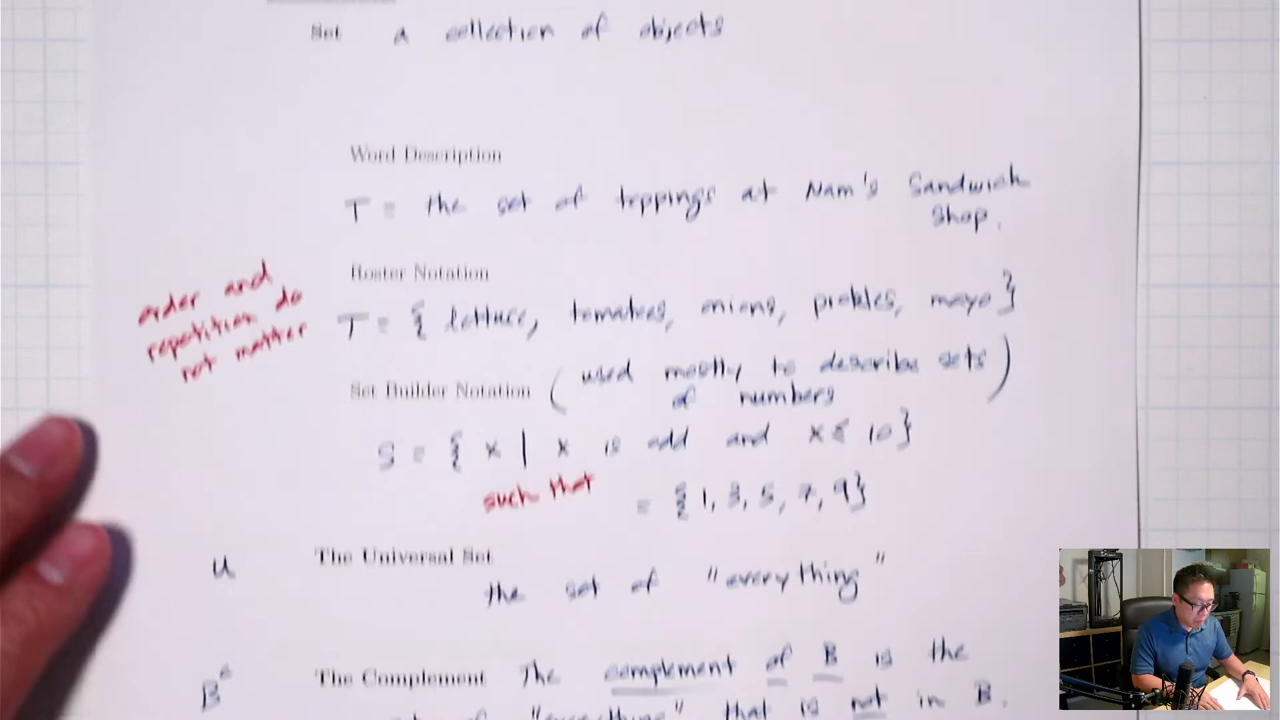 Set a collection of objects
Word Description
T = the set of toppings at Nam's Sandwich
Shop.
order and
repetition do
not matter
Roster Notation
T = { lettuce, tomatoes, onions, pickles, mayo }
Set Builder Notation ( used mostly to describe sets )
of numbers
S = { x | x is odd and x ≤ 10 }
such that
= { 1, 3, 5, 7, 9 }
U The Universal Set
the set of "everything"
Bᶜ The Complement The complement of B is the
"everything" that is not in B.